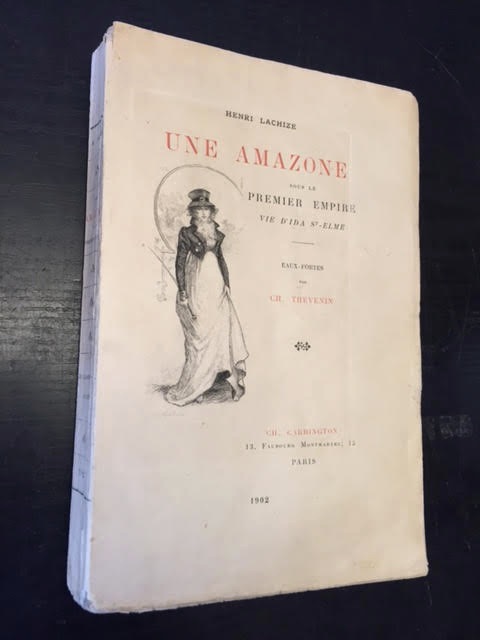 HENRI LACHIZE
UNE AMAZONE
SOUS LE
PREMIER EMPIRE
VIE D'IDA ST-ELME
EAUX-FORTES
PAR
CH. THEVENIN
CH. CARRINGTON
13, FAUBOURG MONTMARTRE, 13
PARIS
1902